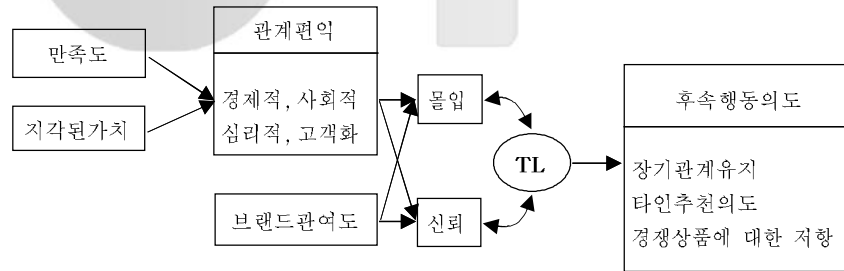 만족도
지각된가치
관계편익
경제적, 사회적
심리적, 고객화
브랜드관여도
몰입
신뢰
TL
후속행동의도
장기관계유지
타인추천의도
경쟁상품에 대한 저항